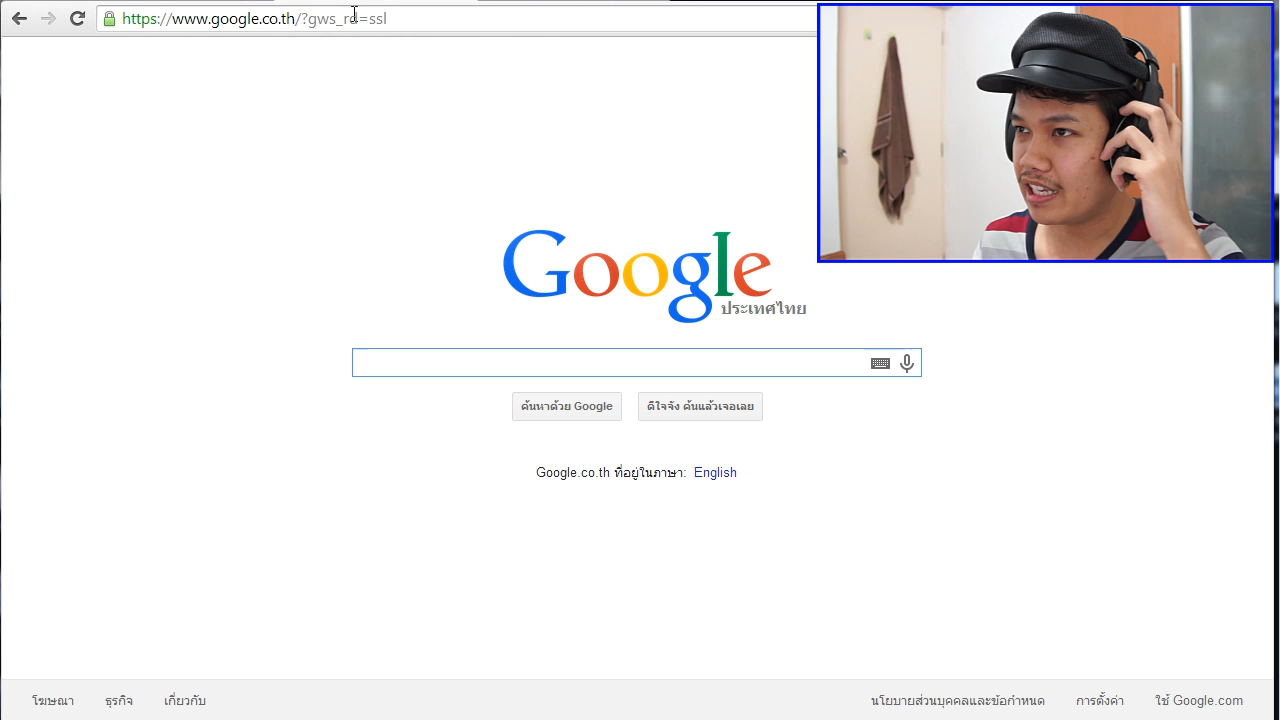 https://www.google.co.th/?gws_rd=ssl
Google
ประเทศไทย
ค้นหาด้วย Google
ดีใจจัง ค้นแล้วเจอเลย
Google.co.th ที่อยู่ในภาษา: English
โฆษณา ธุรกิจ เกี่ยวกับ นโยบายส่วนบุคคลและข้อกำหนด การตั้งค่า ใช้ Google.com